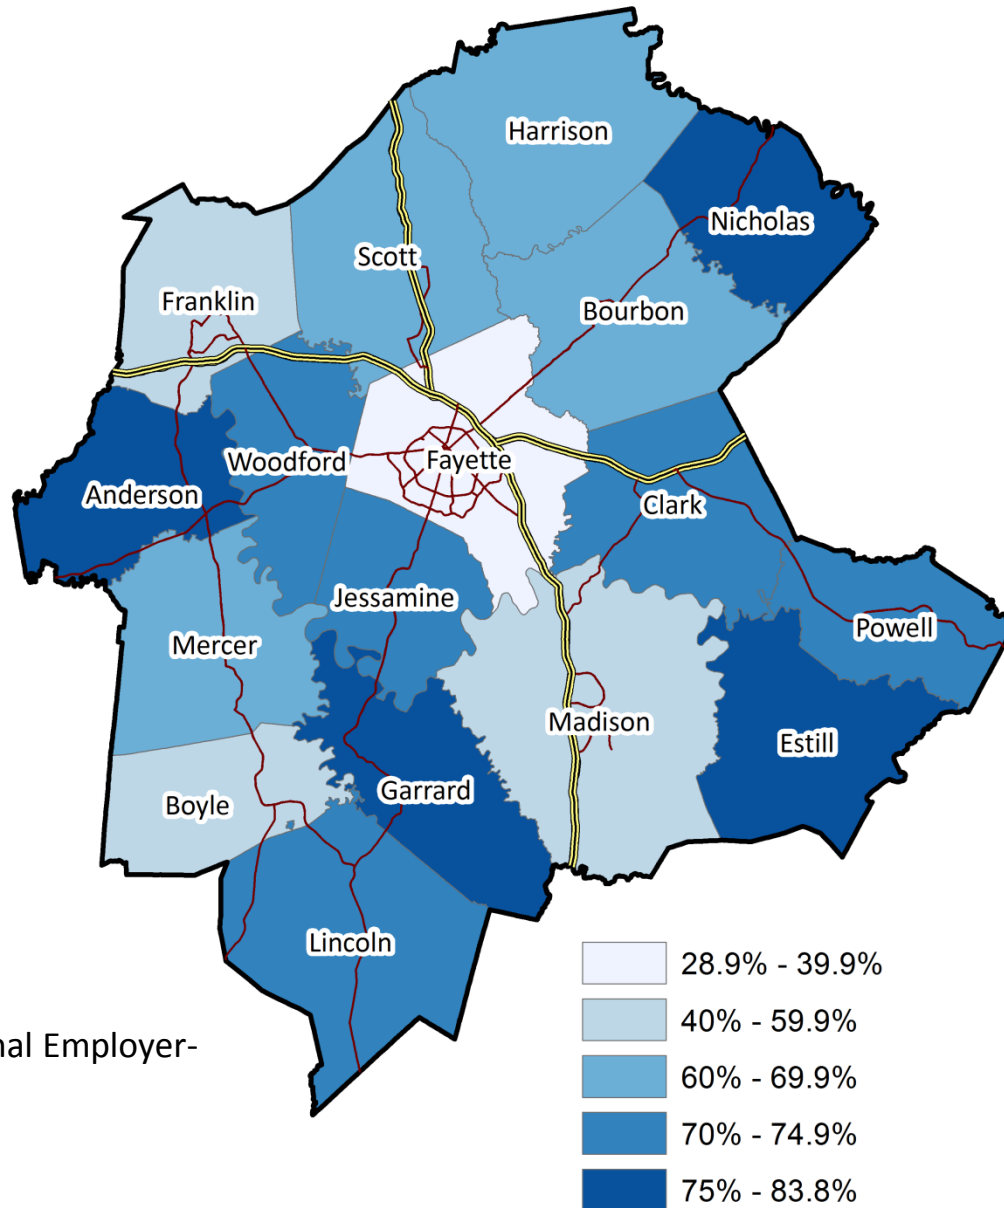 Harrison
Nicholas
Scott
Bourbon
Franklin
Woodford
Fayette
Anderson
Clark
Jessamine
Powell
Mercer
Madison
Estill
Garrard
Boyle
Lincoln
28.9% - 39.9%
40% - 59.9%
nal Employer-
60% - 69.9%
70% - 74.9%
75% - 83.8%